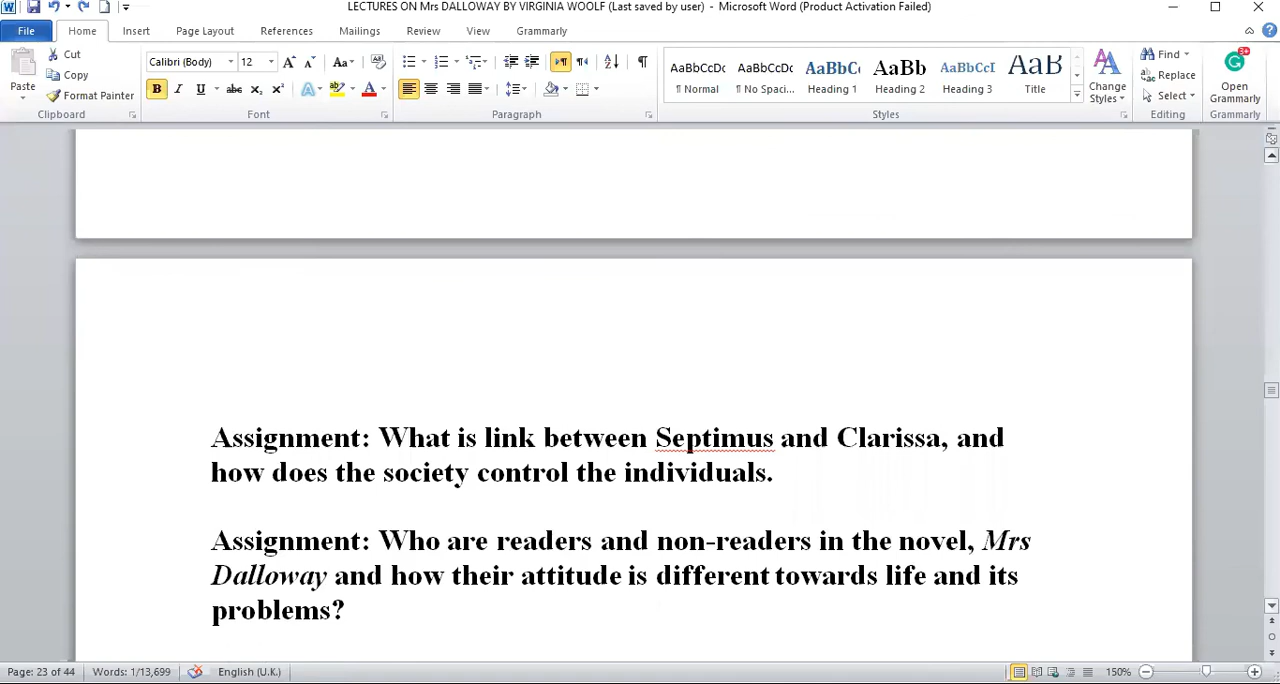 LECTURES ON Mrs DALLOWAY BY VIRGINIA WOOLF (Last saved by user) - Microsoft Word (Product Activation Failed)
File Home Insert Page Layout References Mailings Review View Grammarly
Cut
Copy
Format Painter
Paste
Clipboard
Calibri (Body) 12
Font
Paragraph
AaBbCcDc AaBbCcDc AaBbC AaBb AaBbCcI AaB
¶ Normal ¶ No Spaci... Heading 1 Heading 2 Heading 3 Title
Change
Styles
Styles
Find
Replace
Select
Editing
3+
Open
Grammarly
Grammarly
Assignment: What is link between Septimus and Clarissa, and
how does the society control the individuals.
Assignment: Who are readers and non-readers in the novel, Mrs
Dalloway and how their attitude is different towards life and its
problems?
Page: 23 of 44 Words: 1/13,699 English (U.K.) 150%